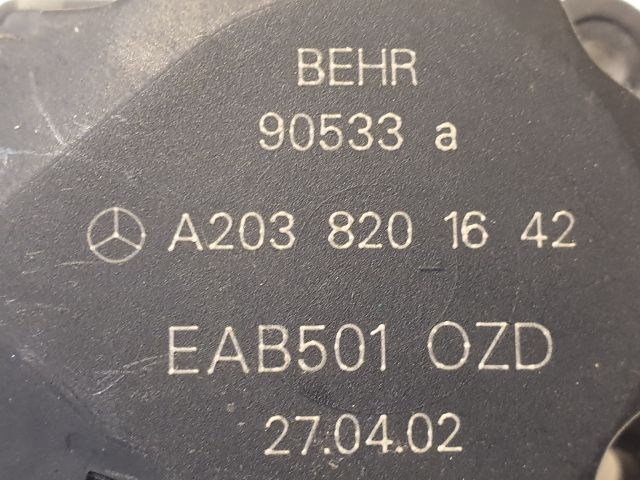 BEHR
90533 a
A203 820 16 42
EAB501 OZD
27.04.02